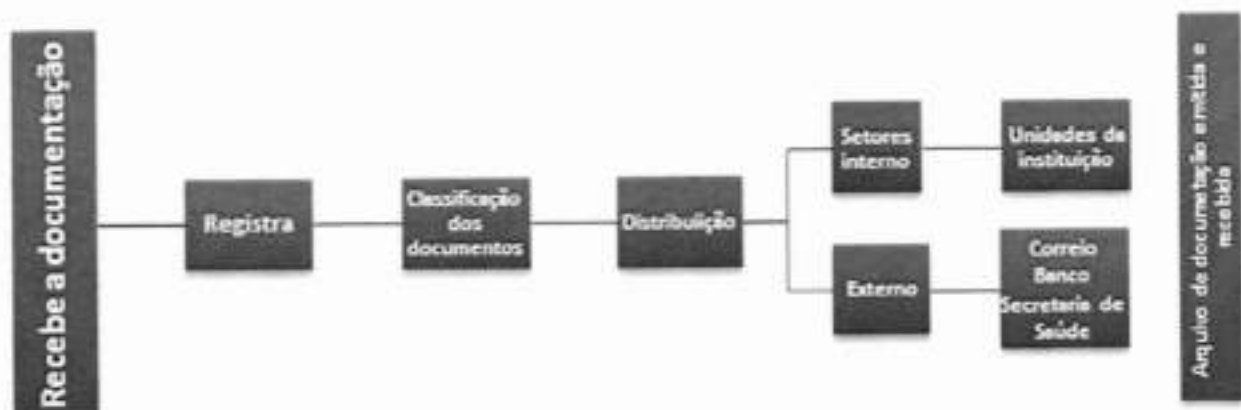 Recebe a documentação
Registra
Classificação
dos
documentos
Distribuição
Setores
interno
Unidades da
instituição
Externo
Correio
Banco
Secretaria de
Saúde
Arquivo de documentação emitida e
recebida